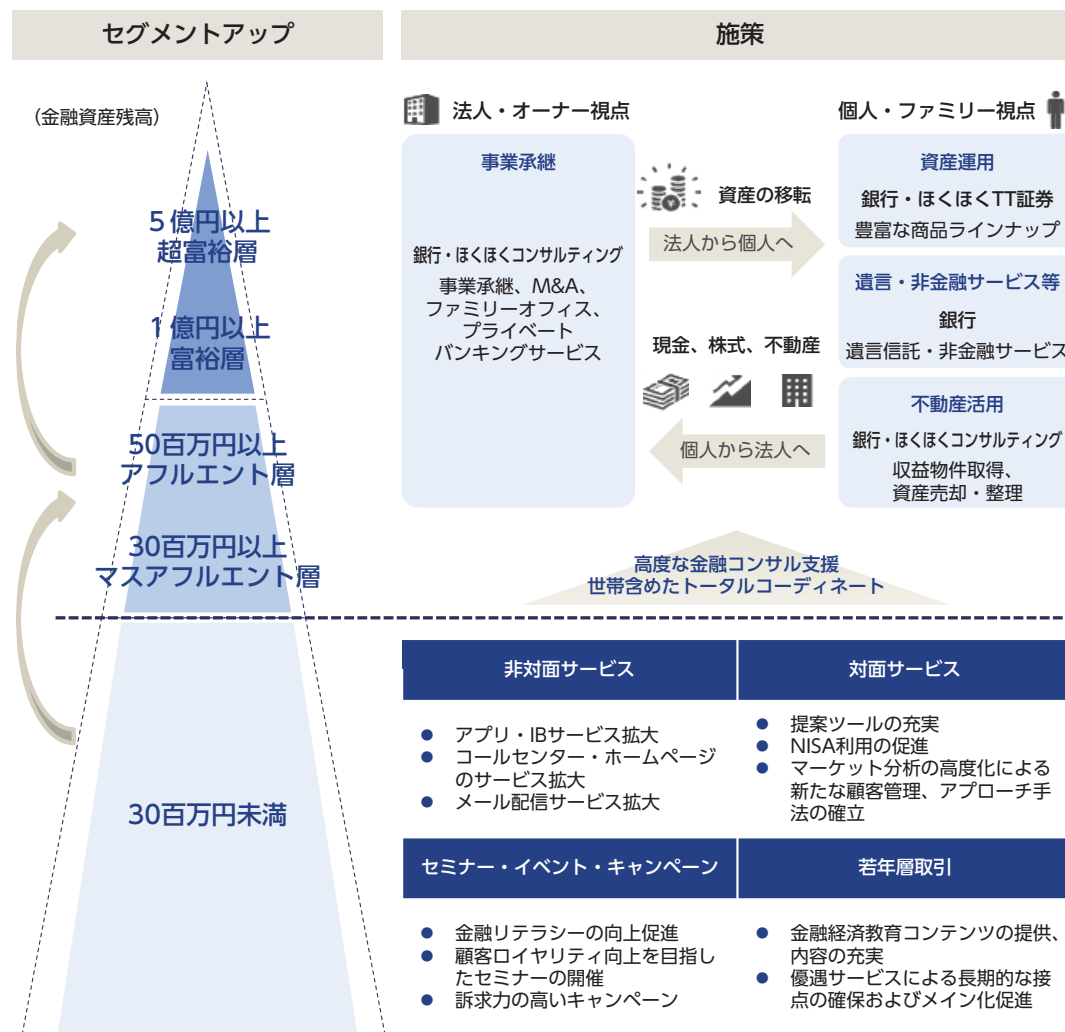 セグメントアップ
施策
（金融資産残高）
5億円以上
超富裕層
1億円以上
富裕層
50百万円以上
アフルエント層
30百万円以上
マスアフルエント層
30百万円未満
法人・オーナー視点
個人・ファミリー視点
事業承継
銀行・ほくほくコンサルティング
事業承継、M&A、
ファミリーオフィス、
プライベート
バンキングサービス
資産の移転
法人から個人へ
現金、株式、不動産
個人から法人へ
資産運用
銀行・ほくほくTT証券
豊富な商品ラインナップ
遺言・非金融サービス等
銀行
遺言信託・非金融サービス
不動産活用
銀行・ほくほくコンサルティング
収益物件取得、
資産売却・整理
高度な金融コンサル支援
世帯含めたトータルコーディネート
非対面サービス
● アプリ・IBサービス拡大
● コールセンター・ホームページ
のサービス拡大
● メール配信サービス拡大
対面サービス
● 提案ツールの充実
● NISA利用の促進
● マーケット分析の高度化による
新たな顧客管理、アプローチ手
法の確立
セミナー・イベント・キャンペーン
● 金融リテラシーの向上促進
● 顧客ロイヤリティ向上を目指し
たセミナーの開催
● 訴求力の高いキャンペーン
若年層取引
● 金融経済教育コンテンツの提供、
内容の充実
● 優遇サービスによる長期的な接
点の確保およびメイン化促進